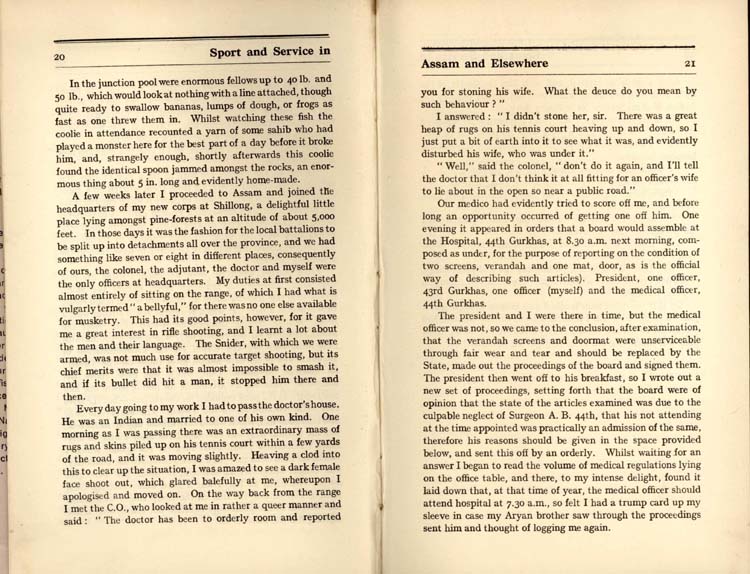 20
Sport and Service in
In the junction pool were enormous fellows up to 40 lb. and
50 lb., which would look at nothing with a line attached, though
quite ready to swallow bananas, lumps of dough, or frogs as
fast as one threw them in. Whilst watching these fish the
coolie in attendance recounted a yarn of some sahib who had
played a monster here for the best part of a day before it broke
him, and, strangely enough, shortly afterwards this coolie
found the identical spoon jammed amongst the rocks, an enor-
mous thing about 5 in. long and evidently home-made.
A few weeks later I proceeded to Assam and joined the
headquarters of my new corps at Shillong, a delightful little
place lying amongst pine-forests at an altitude of about 5,000
feet. In those days it was the fashion for the local battalions to
be split up into detachments all over the province, and we had
something like seven or eight in different places, consequently
of ours, the colonel, the adjutant, the doctor and myself were
the only officers at headquarters. My duties at first consisted
almost entirely of sitting on the range, of which I had what is
vulgarly termed " a bellyful," for there was no one else available
for musketry. This had its good points, however, for it gave
me a great interest in rifle shooting, and I learnt a lot about
the men and their language. The Snider, with which we were
armed, was not much use for accurate target shooting, but its
chief merits were that it was almost impossible to smash it,
and if its bullet did hit a man, it stopped him there and
then.
Every day going to my work I had to pass the doctor's house.
He was an Indian and married to one of his own kind. One
morning as I was passing there was an extraordinary mass of
rugs and skins piled up on his tennis court within a few yards
of the road, and it was moving slightly. Heaving a clod into
this to clear up the situation, I was amazed to see a dark female
face shoot out, which glared balefully at me, whereupon I
apologised and moved on. On the way back from the range
I met the C.O., who looked at me in rather a queer manner and
said : " The doctor has been to orderly room and reported
Assam and Elsewhere
21
you for stoning his wife. What the deuce do you mean by
such behaviour ? "
I answered : " I didn't stone her, sir. There was a great
heap of rugs on his tennis court heaving up and down, so I
just put a bit of earth into it to see what it was, and evidently
disturbed his wife, who was under it."
" Well," said the colonel, " don't do it again, and I'll tell
the doctor that I don't think it at all fitting for an officer's wife
to lie about in the open so near a public road."
Our medico had evidently tried to score off me, and before
long an opportunity occurred of getting one off him. One
evening it appeared in orders that a board would assemble at
the Hospital, 44th Gurkhas, at 8.30 a.m. next morning, com-
posed as under, for the purpose of reporting on the condition of
two screens, verandah and one mat, door, as is the official
way of describing such articles). President, one officer,
43rd Gurkhas, one officer (myself) and the medical officer,
44th Gurkhas.
The president and I were there in time, but the medical
officer was not, so we came to the conclusion, after examination,
that the verandah screens and doormat were unserviceable
through fair wear and tear and should be replaced by the
State, made out the proceedings of the board and signed them.
The president then went off to his breakfast, so I wrote out a
new set of proceedings, setting forth that the board were of
opinion that the state of the articles examined was due to the
culpable neglect of Surgeon A. B. 44th, that his not attending
at the time appointed was practically an admission of the same,
therefore his reasons should be given in the space provided
below, and sent this off by an orderly. Whilst waiting for an
answer I began to read the volume of medical regulations lying
on the office table, and there, to my intense delight, found it
laid down that, at that time of year, the medical officer should
attend hospital at 7.30 a.m., so felt I had a trump card up my
sleeve in case my Aryan brother saw through the proceedings
sent him and thought of logging me again.